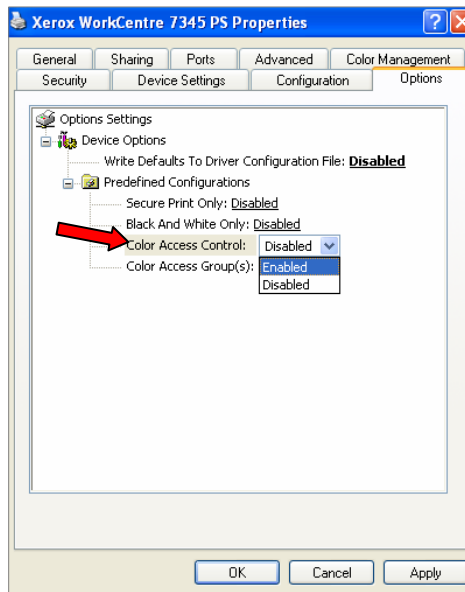 Xerox WorkCentre 7345 PS Properties
General Sharing Ports Advanced Color Management
Security Device Settings Configuration Options
Options Settings
Device Options
Write Defaults To Driver Configuration File: Disabled
Predefined Configurations
Secure Print Only: Disabled
Black And White Only: Disabled
Color Access Control: Disabled
Color Access Group(s): Enabled
Disabled
OK Cancel Apply